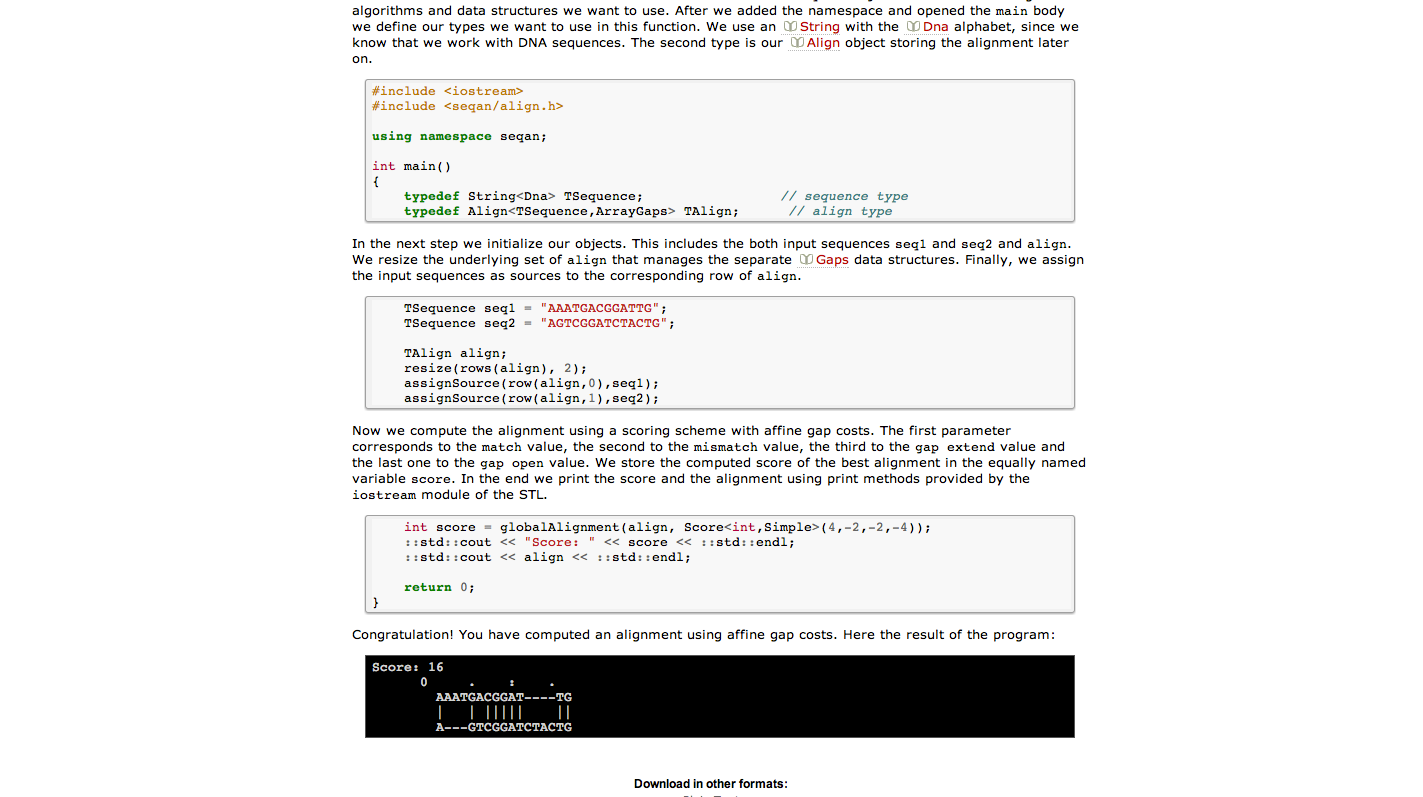 algorithms and data structures we want to use. After we added the namespace and opened the main body
we define our types we want to use in this function. We use an String with the Dna alphabet, since we
know that we work with DNA sequences. The second type is our Align object storing the alignment later
on.
#include <iostream>
#include <seqan/align.h>
using namespace seqan;
int main()
{
    typedef String<Dna> TSequence;                 // sequence type
    typedef Align<TSequence,ArrayGaps> TAlign;      // align type
In the next step we initialize our objects. This includes the both input sequences seq1 and seq2 and align.
We resize the underlying set of align that manages the separate Gaps data structures. Finally, we assign
the input sequences as sources to the corresponding row of align.
    TSequence seq1 = "AAATGACGGATTG";
    TSequence seq2 = "AGTCGGATCTACTG";
    TAlign align;
    resize(rows(align), 2);
    assignSource(row(align,0),seq1);
    assignSource(row(align,1),seq2);
Now we compute the alignment using a scoring scheme with affine gap costs. The first parameter
corresponds to the match value, the second to the mismatch value, the third to the gap extend value and
the last one to the gap open value. We store the computed score of the best alignment in the equally named
variable score. In the end we print the score and the alignment using print methods provided by the
iostream module of the STL.
    int score = globalAlignment(align, Score<int,Simple>(4,-2,-2,-4));
    ::std::cout << "Score: " << score << ::std::endl;
    ::std::cout << align << ::std::endl;
    return 0;
}
Congratulation! You have computed an alignment using affine gap costs. Here the result of the program:
Score: 16
      0     .    :    .
        AAATGACGGAT----TG
        |   | |||||    ||
        A---GTCGGATCTACTG
Download in other formats: